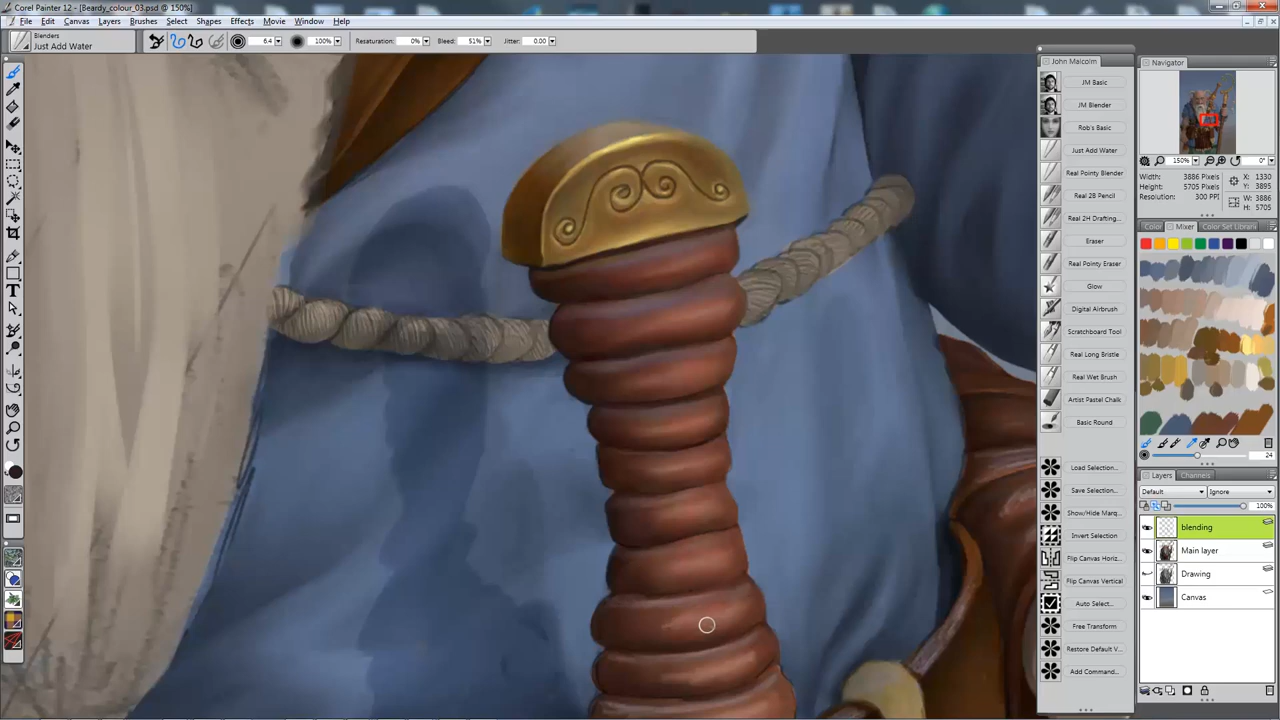 Corel Painter 12 - [Beardy_colour_03.psd @ 150%]
File Edit Canvas Layers Brushes Select Shapes Effects Movie Window Help
Blenders
Just Add Water
6.4
100%
Resaturation: 0%
Bleed: 51%
Jitter: 0.00
John Malcolm
JM Basic
JM Blender
Rob's Basic
Just Add Water
Real Pointy Blender
Real 2B Pencil
Real 2H Drafting...
Eraser
Real Pointy Eraser
Glow
Digital Airbrush
Scratchboard Tool
Real Long Bristle
Real Wet Brush
Artist Pastel Chalk
Basic Round
Load Selection...
Save Selection...
Show/Hide Marq...
Invert Selection
Flip Canvas Horiz...
Flip Canvas Vertical
Auto Select...
Free Transform
Restore Default V...
Add Command...
Navigator
150%
0°
Width: 3886 Pixels
Height: 5705 Pixels
Resolution: 300 PPI
X: 1330
Y: 3895
W: 3886
H: 5705
Color Mixer Color Set Librari
24
Layers Channels
Default Ignore
100%
blending
Main layer
Drawing
Canvas
T